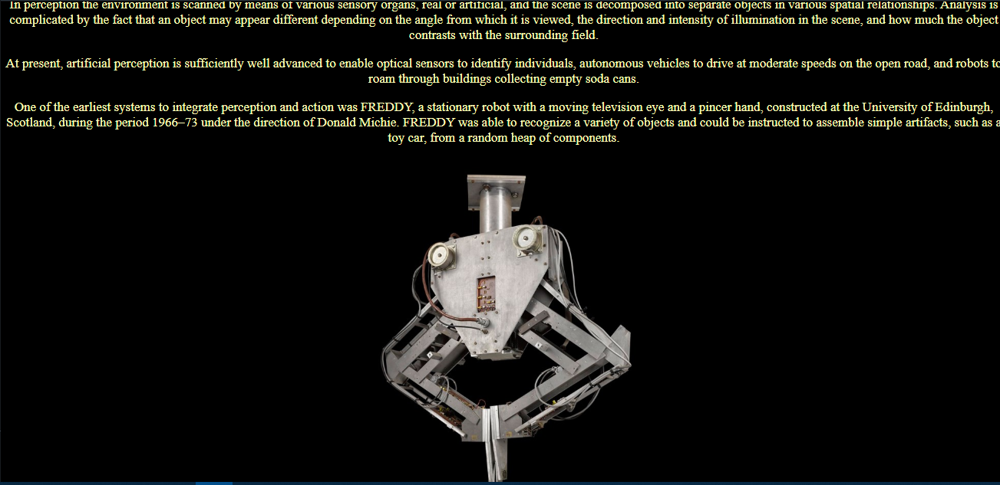 In perception the environment is scanned by means of various sensory organs, real or artificial, and the scene is decomposed into separate objects in various spatial relationships. Analysis is
complicated by the fact that an object may appear different depending on the angle from which it is viewed, the direction and intensity of illumination in the scene, and how much the object
contrasts with the surrounding field.
At present, artificial perception is sufficiently well advanced to enable optical sensors to identify individuals, autonomous vehicles to drive at moderate speeds on the open road, and robots to
roam through buildings collecting empty soda cans.
One of the earliest systems to integrate perception and action was FREDDY, a stationary robot with a moving television eye and a pincer hand, constructed at the University of Edinburgh,
Scotland, during the period 1966–73 under the direction of Donald Michie. FREDDY was able to recognize a variety of objects and could be instructed to assemble simple artifacts, such as a
toy car, from a random heap of components.